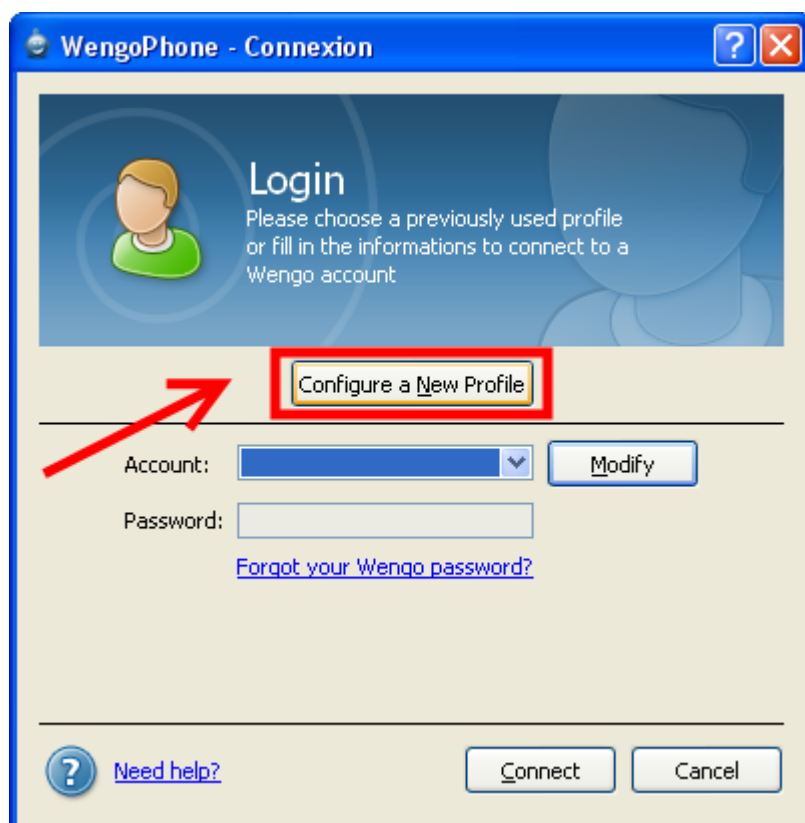 WengoPhone - Connexion
Login
Please choose a previously used profile
or fill in the informations to connect to a
Wengo account
Configure a New Profile
Account:
Modify
Password:
Forgot your Wengo password?
Need help?
Connect
Cancel